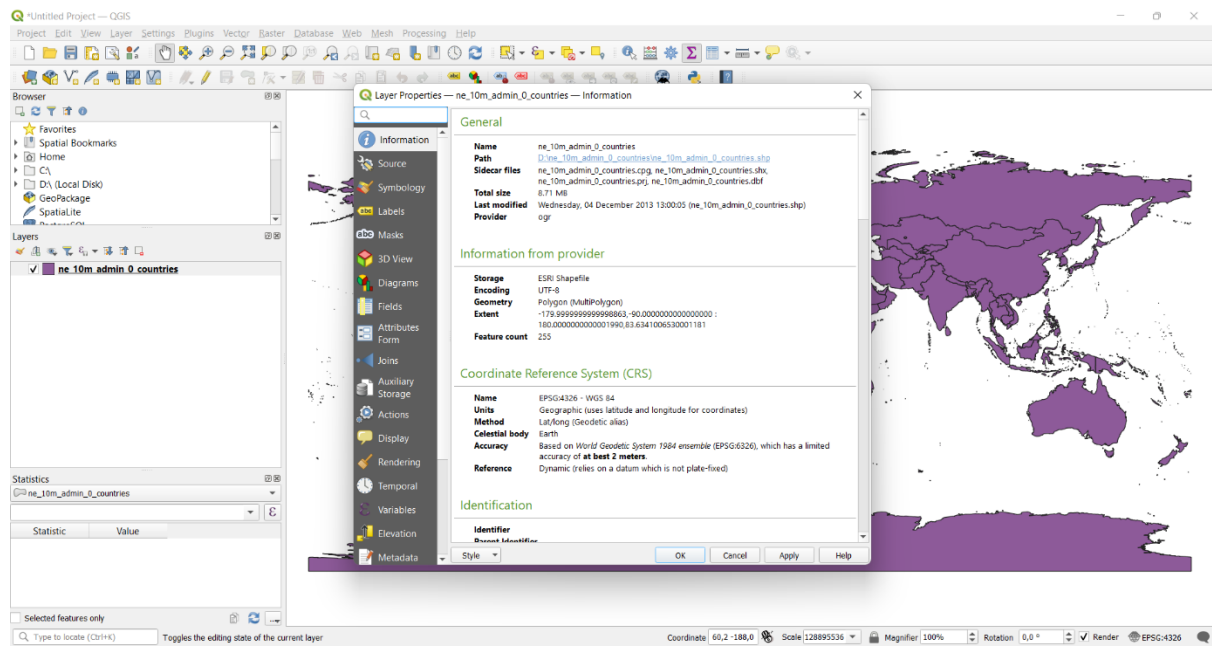 *Untitled Project — QGIS
Project Edit View Layer Settings Plugins Vector Raster Database Web Mesh Processing Help
Browser
Favorites
Spatial Bookmarks
Home
C:\
D:\ (Local Disk)
GeoPackage
SpatiaLite
Layers
ne_10m_admin_0_countries
Statistics
ne_10m_admin_0_countries
ε
Statistic Value
Selected features only
Layer Properties — ne_10m_admin_0_countries — Information
Information
Source
Symbology
abc Labels
abc Masks
3D View
Diagrams
Fields
Attributes
Form
Joins
Auxiliary
Storage
Actions
Display
Rendering
Temporal
Variables
Elevation
Metadata
General
Name ne_10m_admin_0_countries
Path D:\ne_10m_admin_0_countries\ne_10m_admin_0_countries.shp
Sidecar files ne_10m_admin_0_countries.cpg, ne_10m_admin_0_countries.shx,
ne_10m_admin_0_countries.prj, ne_10m_admin_0_countries.dbf
Total size 8.71 MB
Last modified Wednesday, 04 December 2013 13:00:05 (ne_10m_admin_0_countries.shp)
Provider ogr
Information from provider
Storage ESRI Shapefile
Encoding UTF-8
Geometry Polygon (MultiPolygon)
Extent -179.9999999999998863,-90.0000000000000000 :
180.0000000000001990,83.6341006530001181
Feature count 255
Coordinate Reference System (CRS)
Name EPSG:4326 - WGS 84
Units Geographic (uses latitude and longitude for coordinates)
Method Lat/long (Geodetic alias)
Celestial body Earth
Accuracy Based on World Geodetic System 1984 ensemble (EPSG:6326), which has a limited
accuracy of at best 2 meters.
Reference Dynamic (relies on a datum which is not plate-fixed)
Identification
Identifier
Parent Identifier
Style OK Cancel Apply Help
Type to locate (Ctrl+K) Toggles the editing state of the current layer Coordinate 60,2 -188,0 Scale 128895536 Magnifier 100% Rotation 0,0 ° Render EPSG:4326